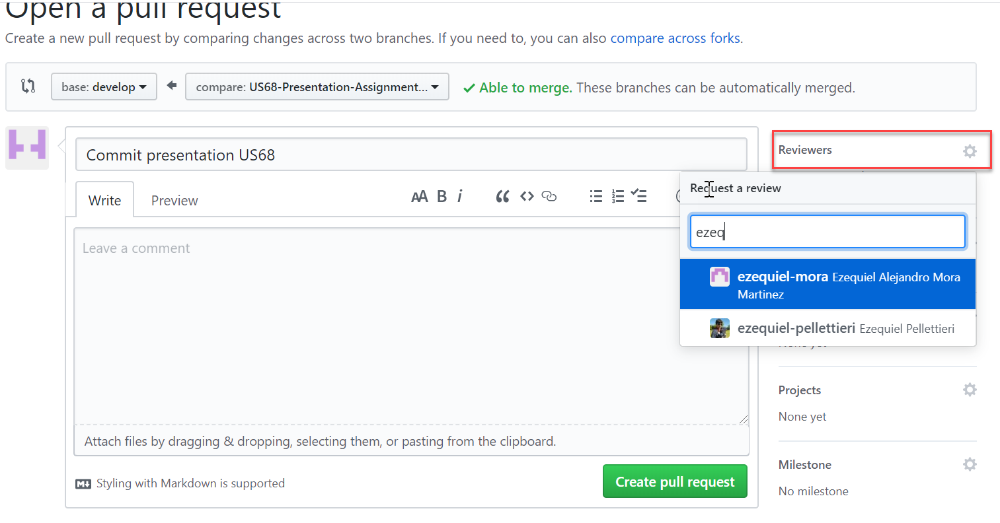 Open a pull request
Create a new pull request by comparing changes across two branches. If you need to, you can also compare across forks.
base: develop
compare: US68-Presentation-Assignment...
Able to merge. These branches can be automatically merged.
Commit presentation US68
Reviewers
Write
Preview
AA B i
Request a review
ezeq
Leave a comment
ezequiel-mora Ezequiel Alejandro Mora
Martinez
ezequiel-pellettieri Ezequiel Pellettieri
None yet
Projects
None yet
Attach files by dragging & dropping, selecting them, or pasting from the clipboard.
Milestone
No milestone
Styling with Markdown is supported
Create pull request